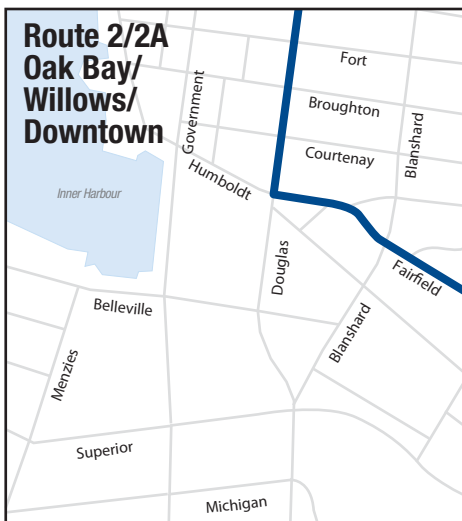 Route 2/2A
Oak Bay/
Willows/
Downtown
Fort
Broughton
Courtenay
Government
Blanshard
Humboldt
Inner Harbour
Douglas
Fairfield
Belleville
Blanshard
Menzies
Superior
Michigan